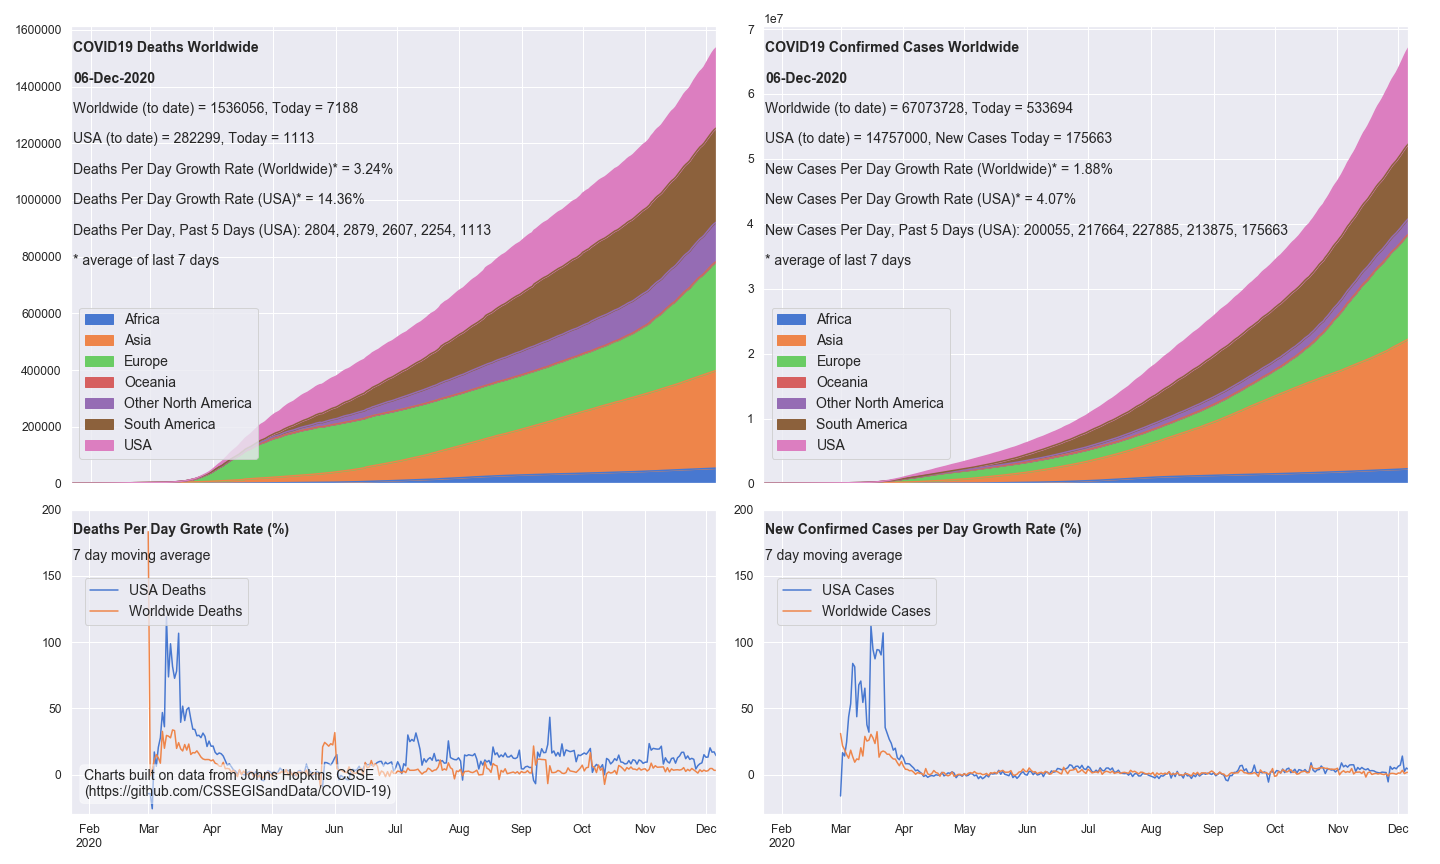 1600000
1400000
1200000
1000000
800000
600000
400000
200000
0
COVID19 Deaths Worldwide
06-Dec-2020
Worldwide (to date) = 1536056, Today = 7188
USA (to date) = 282299, Today = 1113
Deaths Per Day Growth Rate (Worldwide)* = 3.24%
Deaths Per Day Growth Rate (USA)* = 14.36%
Deaths Per Day, Past 5 Days (USA): 2804, 2879, 2607, 2254, 1113
* average of last 7 days
Africa
Asia
Europe
Oceania
Other North America
South America
USA
1e7
7
6
5
4
3
2
1
0
COVID19 Confirmed Cases Worldwide
06-Dec-2020
Worldwide (to date) = 67073728, Today = 533694
USA (to date) = 14757000, New Cases Today = 175663
New Cases Per Day Growth Rate (Worldwide)* = 1.88%
New Cases Per Day Growth Rate (USA)* = 4.07%
New Cases Per Day, Past 5 Days (USA): 200055, 217664, 227885, 213875, 175663
* average of last 7 days
Africa
Asia
Europe
Oceania
Other North America
South America
USA
200
150
100
50
0
Deaths Per Day Growth Rate (%)
7 day moving average
USA Deaths
Worldwide Deaths
Charts built on data from Johns Hopkins CSSE
(https://github.com/CSSEGISandData/COVID-19)
Feb Mar Apr May Jun Jul Aug Sep Oct Nov Dec
2020
200
150
100
50
0
New Confirmed Cases per Day Growth Rate (%)
7 day moving average
USA Cases
Worldwide Cases
Feb Mar Apr May Jun Jul Aug Sep Oct Nov Dec
2020